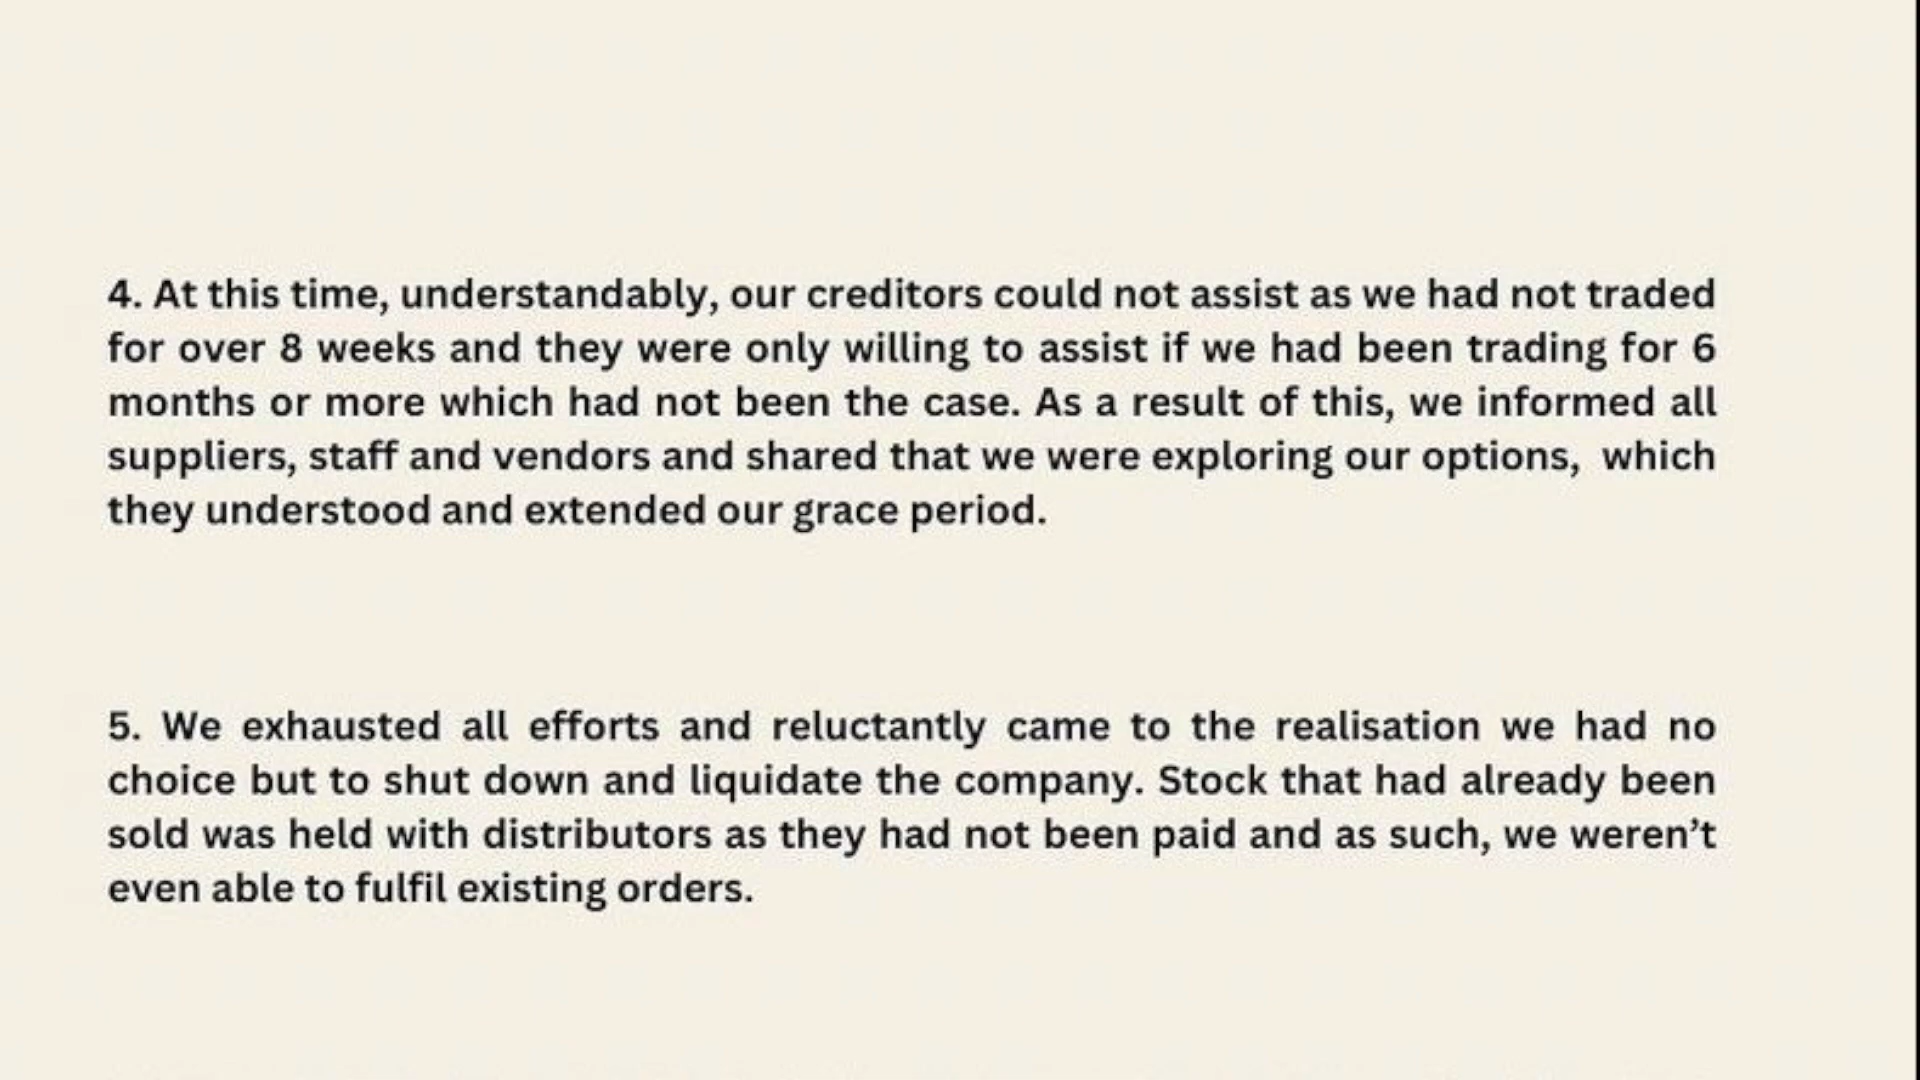 4. At this time, understandably, our creditors could not assist as we had not traded
for over 8 weeks and they were only willing to assist if we had been trading for 6
months or more which had not been the case. As a result of this, we informed all
suppliers, staff and vendors and shared that we were exploring our options,  which
they understood and extended our grace period.
5. We exhausted all efforts and reluctantly came to the realisation we had no
choice but to shut down and liquidate the company. Stock that had already been
sold was held with distributors as they had not been paid and as such, we weren’t
even able to fulfil existing orders.